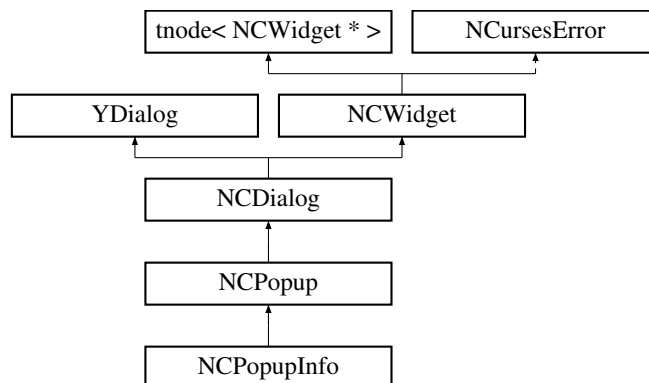 tnode< NCWidget * >
NCursesError
YDialog
NCWidget
NCDialog
NCPopup
NCPopupInfo